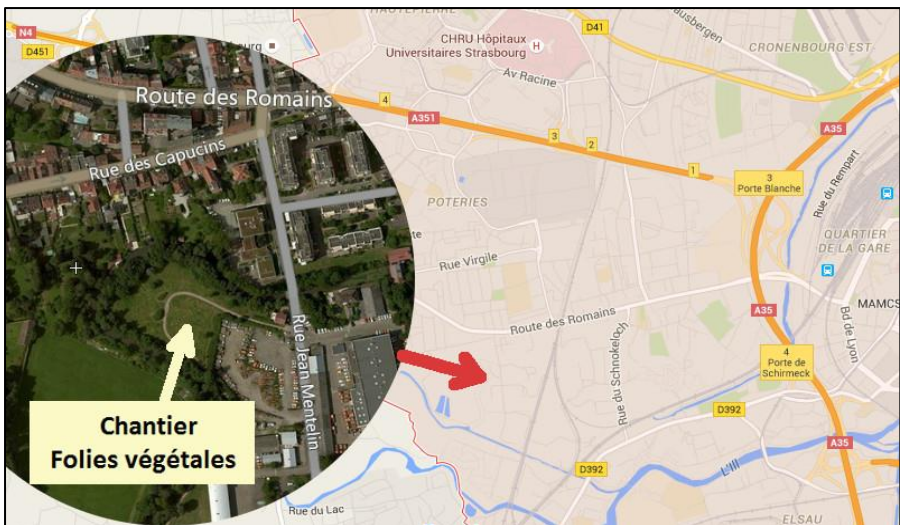 HAUTEPIERRE
N4
D451
CHRU Hôpitaux
Universitaires Strasbourg
H
D41
CRONENBOURG EST
Av Racine
Route des Romains
4
A351
3
2
1
A35
3
Porte Blanche
Rue du Rempart
Rue des Capucins
POTERIES
QUARTIER
DE LA GARE
Rue Virgile
Route des Romains
A35
MAMCS
Bd de Lyon
Rue du Schnokeloch
4
Porte de
Schirmeck
Rue Jean Mentelin
D392
Chantier
Folies végétales
A35
D392
L'Ill
Rue du Lac
ELSAU